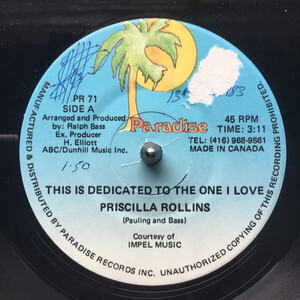 PR 71
SIDE A
Arranged and Produced
by: Ralph Bass
Ex. Producer
H. Elliott
ABC/Dunhill Music Inc.
1.50
Paradise
45 RPM
TIME: 3:11
TEL: (416) 968-9561
MADE IN CANADA
THIS IS DEDICATED TO THE ONE I LOVE
PRISCILLA ROLLINS
(Pauling and Bass)
Courtesy of
IMPEL MUSIC
MANUFACTURED & DISTRIBUTED BY PARADISE RECORDS INC. UNAUTHORIZED COPYING OF THIS RECORDING PROHIBITED.